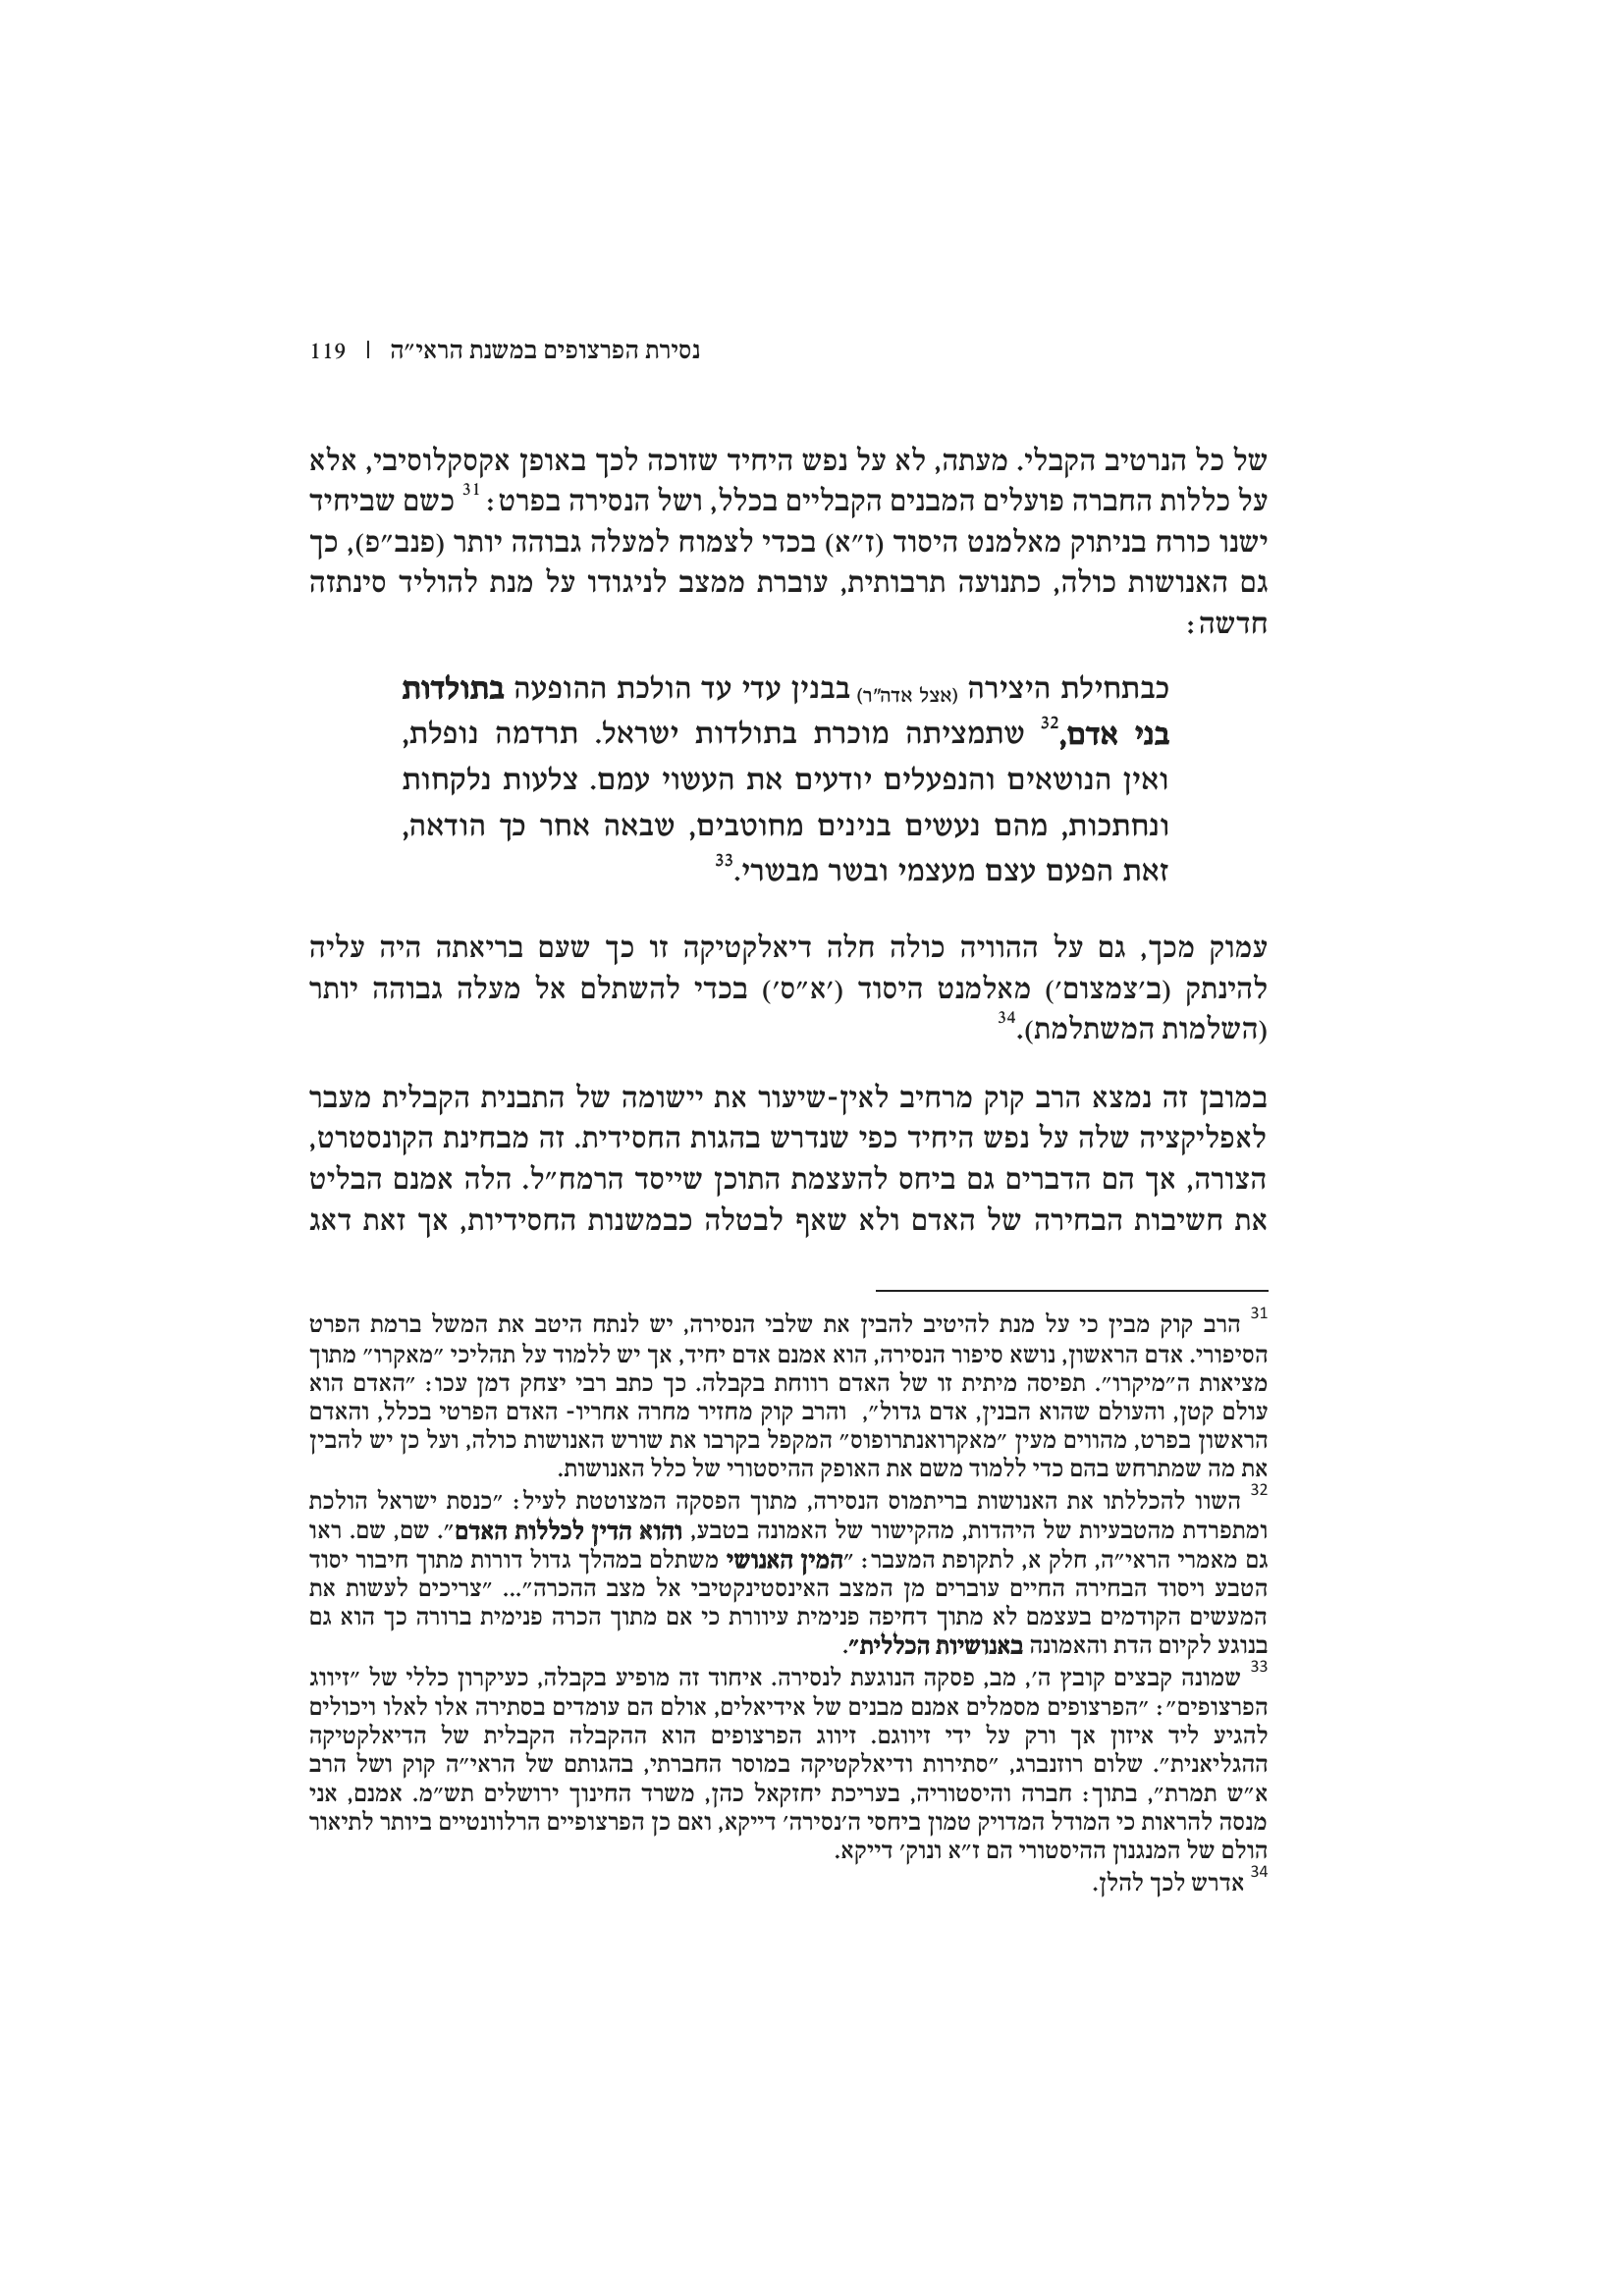 נסירת הפרצופים במשנת הראי״ה | 119
של כל הנרטיב הקבלי. מעתה, לא על נפש היחיד שזוכה לכך באופן אקסקלוסיבי, אלא
על כללות החברה פועלים המבנים הקבליים בכלל, ושל הנסירה בפרט:31 כשם שביחיד
ישנו כורח בניתוק מאלמנט היסוד (ז״א) בכדי לצמוח למעלה גבוהה יותר (פנב״פ), כך
גם האנושות כולה, כתנועה תרבותית, עוברת ממצב לניגודו על מנת להוליד סינתזה
חדשה:
כבתחילת היצירה (אצל אדה״ר) בבנין עדי עד הולכת ההופעה בתולדות
בני אדם,32 שתמציתה מוכרת בתולדות ישראל. תרדמה נופלת,
ואין הנושאים והנפעלים יודעים את העשוי עמם. צלעות נלקחות
ונחתכות, מהם נעשים בנינים מחוטבים, שבאה אחר כך הודאה,
זאת הפעם עצם מעצמי ובשר מבשרי.33
עמוק מכך, גם על ההוויה כולה חלה דיאלקטיקה זו כך שעם בריאתה היה עליה
להינתק (ב׳צמצום׳) מאלמנט היסוד (׳א״ס׳) בכדי להשתלם אל מעלה גבוהה יותר
(השלמות המשתלמת).34
במובן זה נמצא הרב קוק מרחיב לאין-שיעור את יישומה של התבנית הקבלית מעבר
לאפליקציה שלה על נפש היחיד כפי שנדרש בהגות החסידית. זה מבחינת הקונסטרט,
הצורה, אך הם הדברים גם ביחס להעצמת התוכן שייסד הרמח״ל. הלה אמנם הבליט
את חשיבות הבחירה של האדם ולא שאף לבטלה כבמשנות החסידיות, אך זאת דאג
31 הרב קוק מבין כי על מנת להיטיב להבין את שלבי הנסירה, יש לנתח היטב את המשל ברמת הפרט
הסיפורי. אדם הראשון, נושא סיפור הנסירה, הוא אמנם אדם יחיד, אך יש ללמוד על תהליכי ״מאקרו״ מתוך
מציאות ה״מיקרו״. תפיסה מיתית זו של האדם רווחת בקבלה. כך כתב רבי יצחק דמן עכו: ״האדם הוא
עולם קטן, והעולם שהוא הבנין, אדם גדול״, והרב קוק מחזיר מחרה אחריו- האדם הפרטי בכלל, והאדם
הראשון בפרט, מהווים מעין ״מאקרואנתרופוס״ המקפל בקרבו את שורש האנושות כולה, ועל כן יש להבין
את מה שמתרחש בהם כדי ללמוד משם את האופק ההיסטורי של כלל האנושות.
32 השוו להכללתו את האנושות בריתמוס הנסירה, מתוך הפסקה המצוטטת לעיל: ״כנסת ישראל הולכת
ומתפרדת מהטבעיות של היהדות, מהקישור של האמונה בטבע, והוא הדין לכללות האדם״. שם, שם. ראו
גם מאמרי הראי״ה, חלק א, לתקופת המעבר: ״המין האנושי משתלם במהלך גדול דורות מתוך חיבור יסוד
הטבע ויסוד הבחירה החיים עוברים מן המצב האינסטינקטיבי אל מצב ההכרה״... ״צריכים לעשות את
המעשים הקודמים בעצמם לא מתוך דחיפה פנימית עיוורת כי אם מתוך הכרה פנימית ברורה כך הוא גם
בנוגע לקיום הדת והאמונה באנושיות הכללית״.
33 שמונה קבצים קובץ ה׳, מב, פסקה הנוגעת לנסירה. איחוד זה מופיע בקבלה, כעיקרון כללי של ״זיווג
הפרצופים״: ״הפרצופים מסמלים אמנם מבנים של אידיאלים, אולם הם עומדים בסתירה אלו לאלו ויכולים
להגיע ליד איזון אך ורק על ידי זיווגם. זיווג הפרצופים הוא ההקבלה הקבלית של הדיאלקטיקה
ההגליאנית״. שלום רוזנברג, ״סתירות ודיאלקטיקה במוסר החברתי, בהגותם של הראי״ה קוק ושל הרב
א״ש תמרת״, בתוך: חברה והיסטוריה, בעריכת יחזקאל כהן, משרד החינוך ירושלים תש״מ. אמנם, אני
מנסה להראות כי המודל המדויק טמון ביחסי ה׳נסירה׳ דייקא, ואם כן הפרצופיים הרלוונטיים ביותר לתיאור
הולם של המנגנון ההיסטורי הם ז״א ונוק׳ דייקא.
34 אדרש לכך להלן.